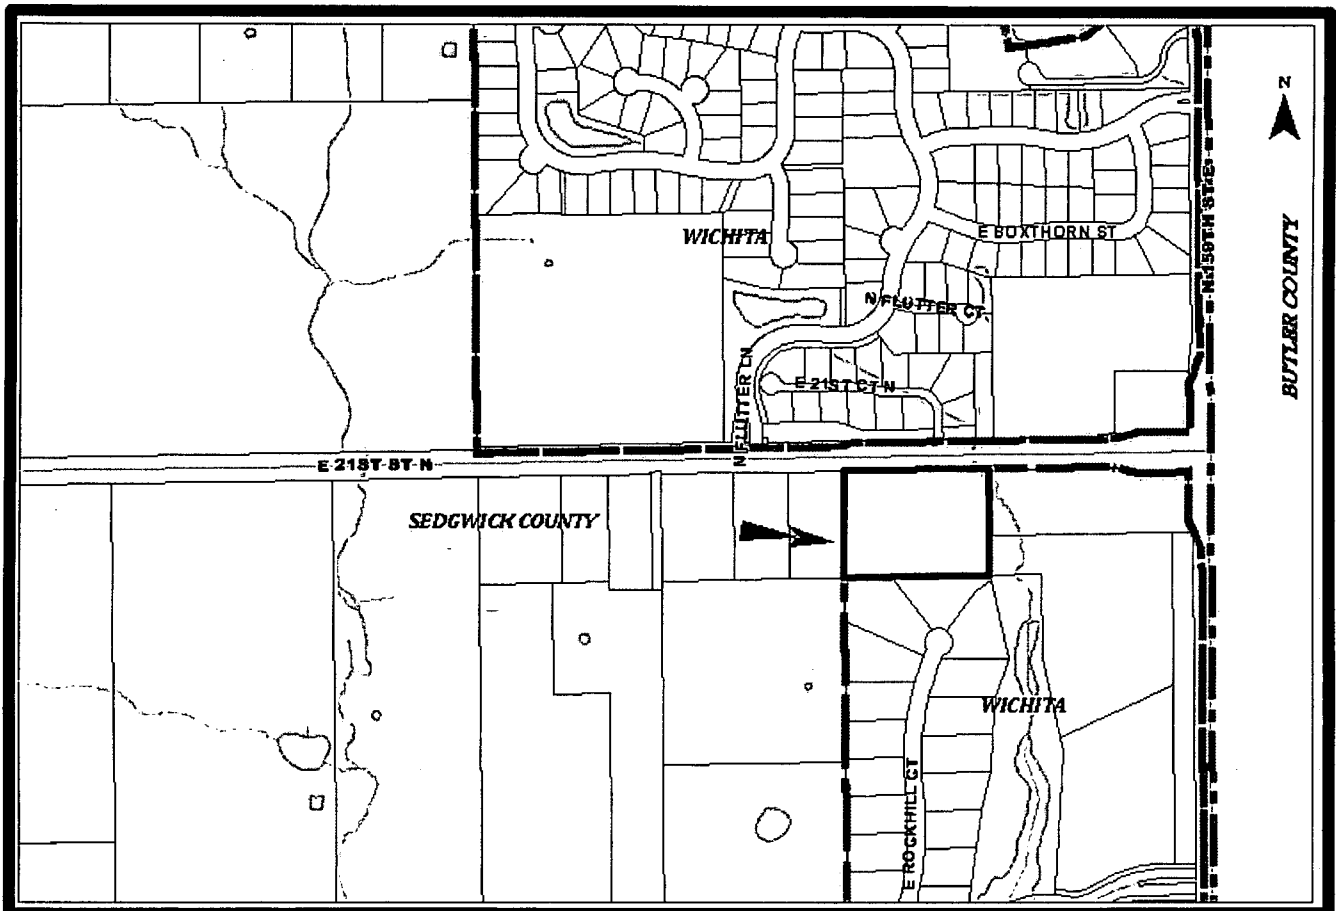 N
N 159TH ST E
BUTLER COUNTY
WICHITA
E BOXTHORN ST
N FLUTTER CT
N FLUTTER LN
E 21ST CT N
E 21ST ST N
SEDGWICK COUNTY
WICHITA
E ROCKHILL CT